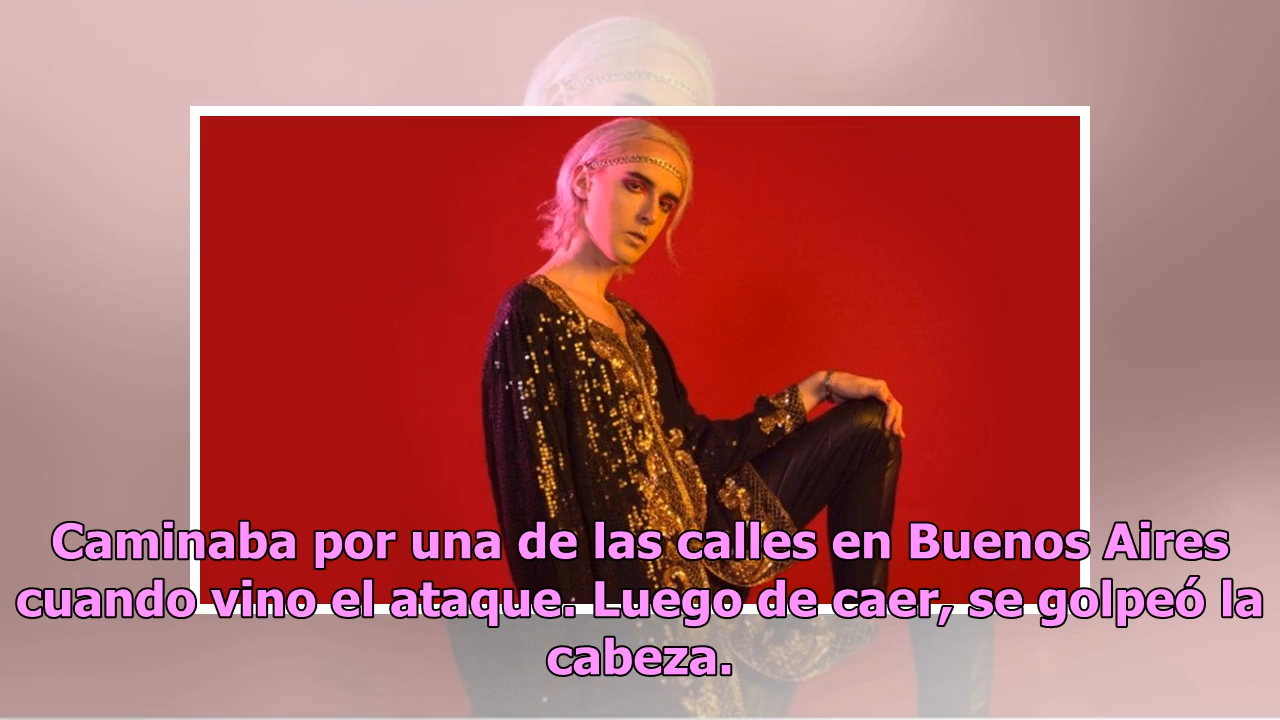 Caminaba por una de las calles en Buenos Aires
cuando vino el ataque. Luego de caer, se golpeó la
cabeza.